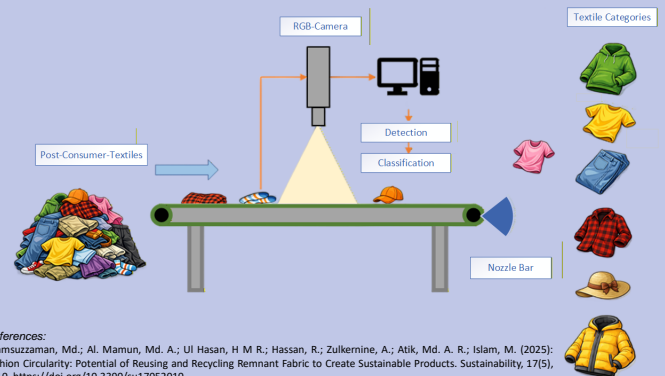 RGB-Camera
Textile Categories
Detection
Post-Consumer-Textiles
Classification
Nozzle Bar
ferences:
amsuzzaman, Md.; Al. Mamun, Md. A.; Ul Hasan, H M R.; Hassan, R.; Zulkernine, A.; Atik, Md. A. R.; Islam, M. (2025):
hion Circularity: Potential of Reusing and Recycling Remnant Fabric to Create Sustainable Products. Sustainability, 17(5),